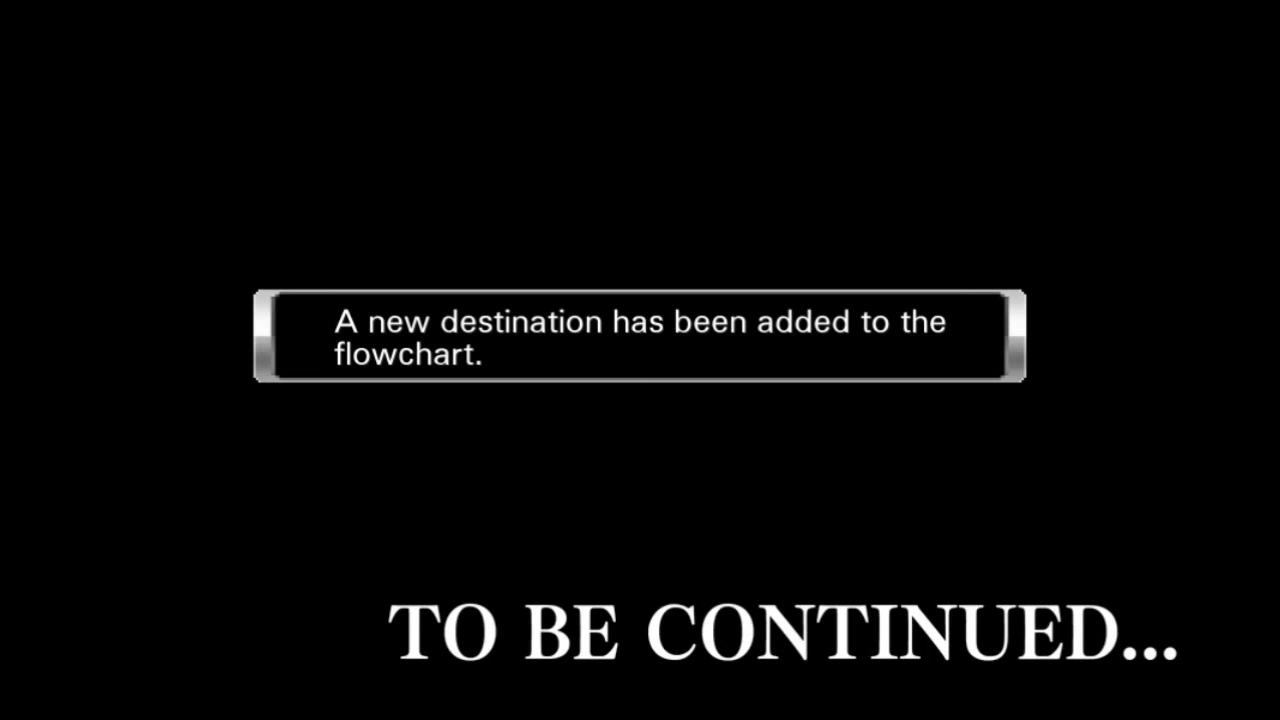 A new destination has been added to the
flowchart.
TO BE CONTINUED...